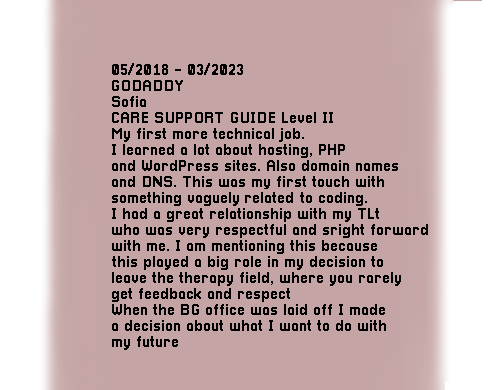 05/2018 - 03/2023
GODADDY
Sofia
CARE SUPPORT GUIDE Level II
My first more technical job.
I learned a lot about hosting, PHP
and WordPress sites. Also domain names
and DNS. This was my first touch with
something vaguely related to coding.
I had a great relationship with my TLt
who was very respectful and sright forward
with me. I am mentioning this because
this played a big role in my decision to
leave the therapy field, where you rarely
get feedback and respect
When the BG office was laid off I made
a decision about what I want to do with
my future